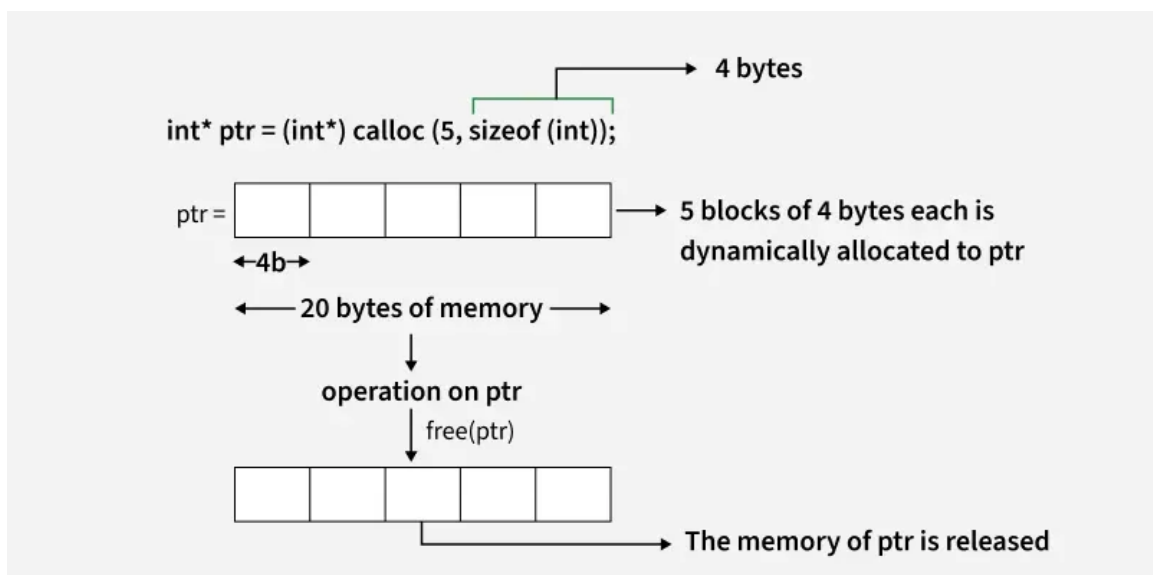 4 bytes
int* ptr = (int*) calloc (5, sizeof (int));
ptr =
5 blocks of 4 bytes each is
dynamically allocated to ptr
4b
20 bytes of memory
operation on ptr
free(ptr)
The memory of ptr is released